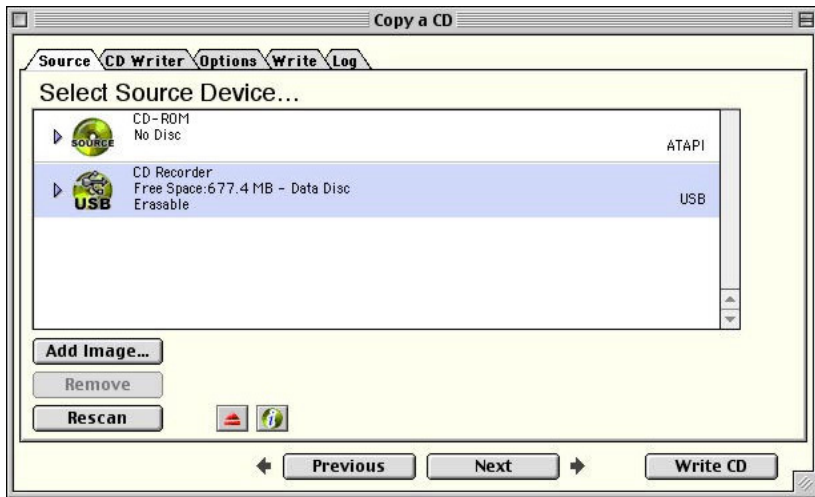 Copy a CD
Source CD Writer Options Write Log
Select Source Device...
SOURCE
CD-ROM
No Disc
ATAPI
USB
CD Recorder
Free Space:677.4 MB - Data Disc
Erasable
USB
Add Image...
Remove
Rescan
Previous
Next
Write CD